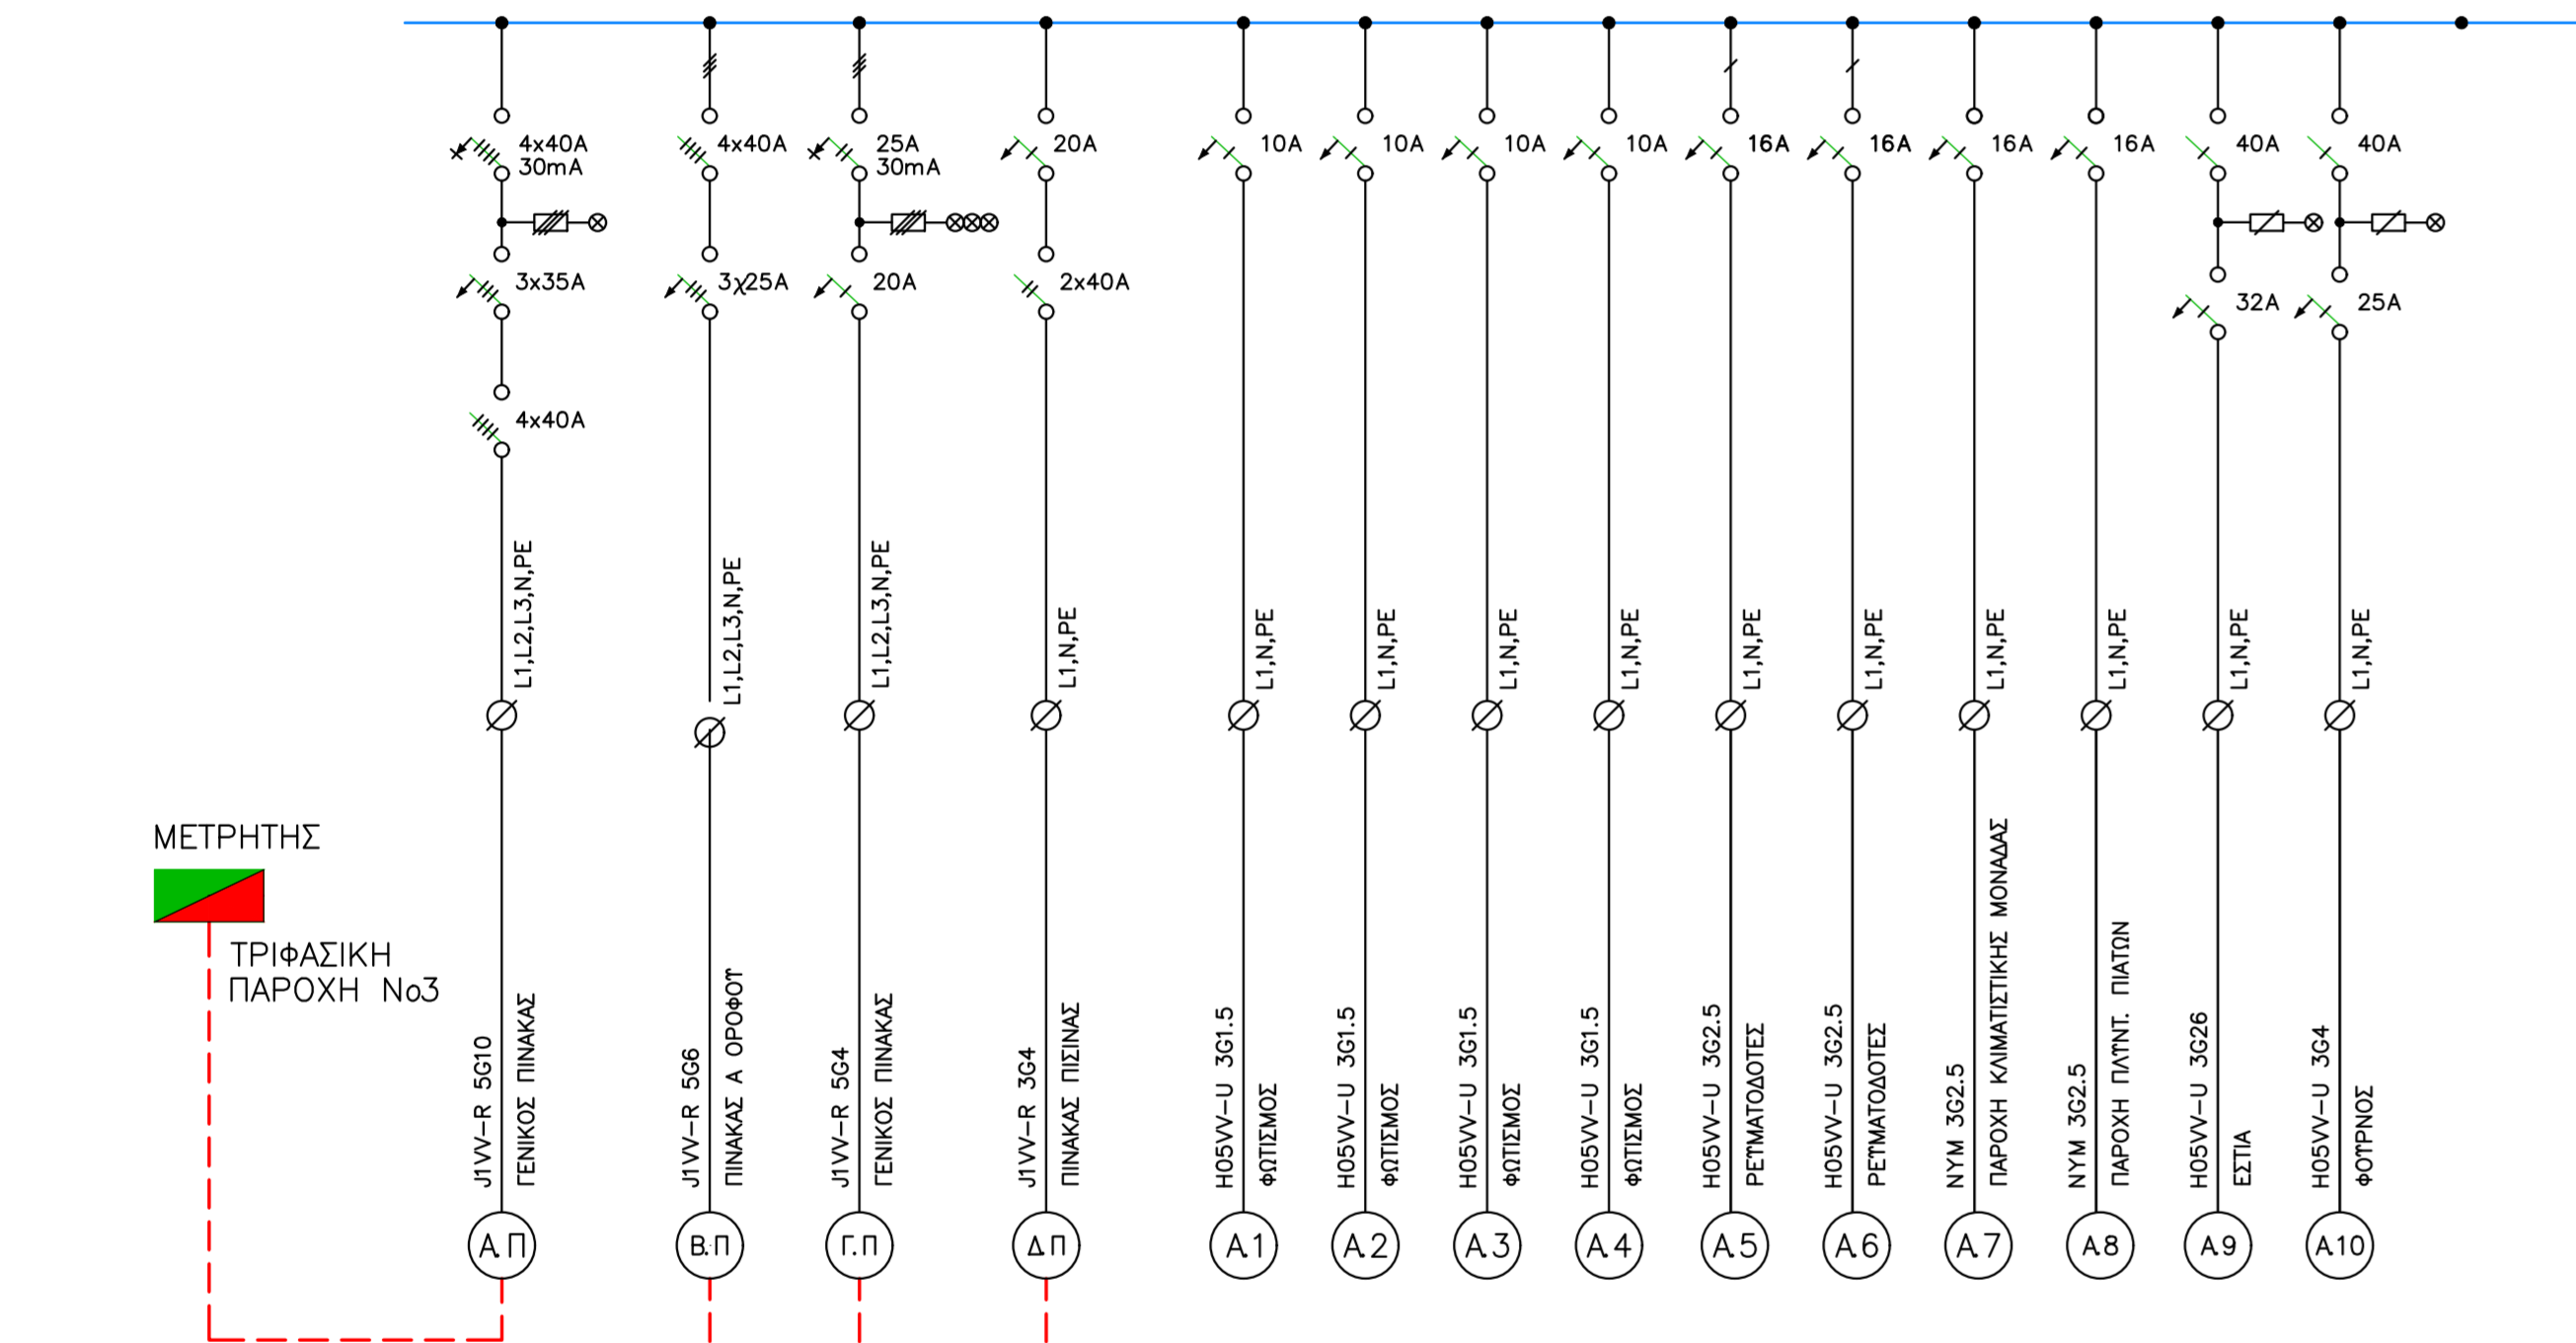 4x40A
30mA
4x40A
25A
30mA
20A
10A
10A
10A
10A
16A
16A
16A
16A
40A
40A
3x35A
3χ25A
20A
2x40A
32A
25A
4x40A
L1,L2,L3,N,PE
L1,L2,L3,N,PE
L1,L2,L3,N,PE
L1,N,PE
L1,N,PE
L1,N,PE
L1,N,PE
L1,N,PE
L1,N,PE
L1,N,PE
L1,N,PE
L1,N,PE
L1,N,PE
L1,N,PE
ΜΕΤΡΗΤΗΣ
ΤΡΙΦΑΣΙΚΗ
ΠΑΡΟΧΗ Νο3
J1VV-R 5G10
ΓΕΝΙΚΟΣ ΠΙΝΑΚΑΣ
J1VV-R 5G6
ΠΙΝΑΚΑΣ Α ΟΡΟΦΟΥ
J1VV-R 5G4
ΓΕΝΙΚΟΣ ΠΙΝΑΚΑΣ
J1VV-R 3G4
ΠΙΝΑΚΑΣ ΠΙΣΙΝΑΣ
H05VV-U 3G1.5
ΦΩΤΙΣΜΟΣ
H05VV-U 3G1.5
ΦΩΤΙΣΜΟΣ
H05VV-U 3G1.5
ΦΩΤΙΣΜΟΣ
H05VV-U 3G1.5
ΦΩΤΙΣΜΟΣ
H05VV-U 3G2.5
ΡΕΥΜΑΤΟΔΟΤΕΣ
H05VV-U 3G2.5
ΡΕΥΜΑΤΟΔΟΤΕΣ
NYM 3G2.5
ΠΑΡΟΧΗ ΚΛΙΜΑΤΙΣΤΙΚΗΣ ΜΟΝΑΔΑΣ
NYM 3G2.5
ΠΑΡΟΧΗ ΠΛΥΝΤ. ΠΙΑΤΩΝ
H05VV-U 3G26
ΕΣΤΙΑ
H05VV-U 3G4
ΦΟΥΡΝΟΣ
Α.Π
Β.Π
Γ.Π
Δ.Π
Α.1
Α.2
Α.3
Α.4
Α.5
Α.6
Α.7
Α.8
Α.9
Α.10